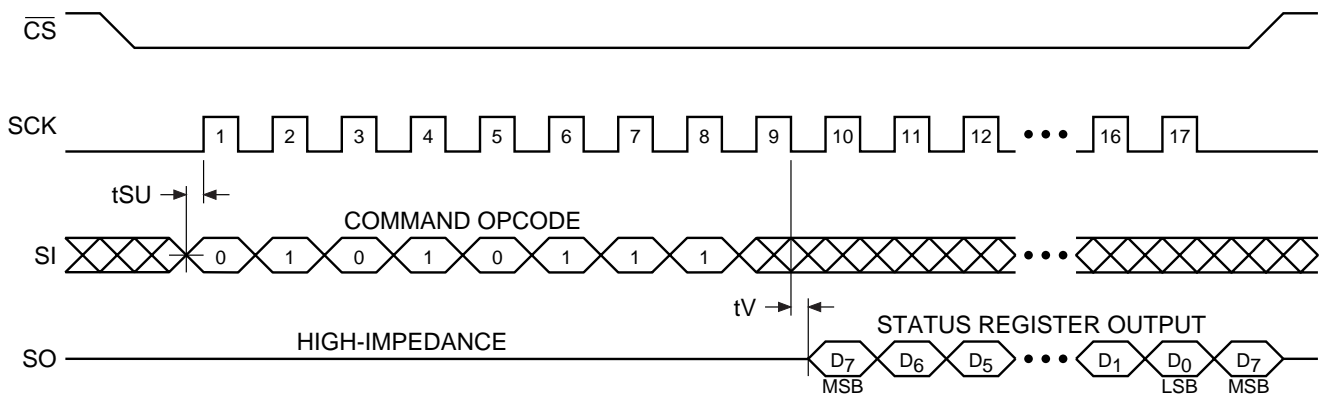 CS
SCK
1 2 3 4 5 6 7 8 9 10 11 12 ••• 16 17
tSU
COMMAND OPCODE
SI
0 1 0 1 0 1 1 1 •••
tV
HIGH-IMPEDANCE
STATUS REGISTER OUTPUT
SO
D7 D6 D5 ••• D1 D0 D7
MSB LSB MSB